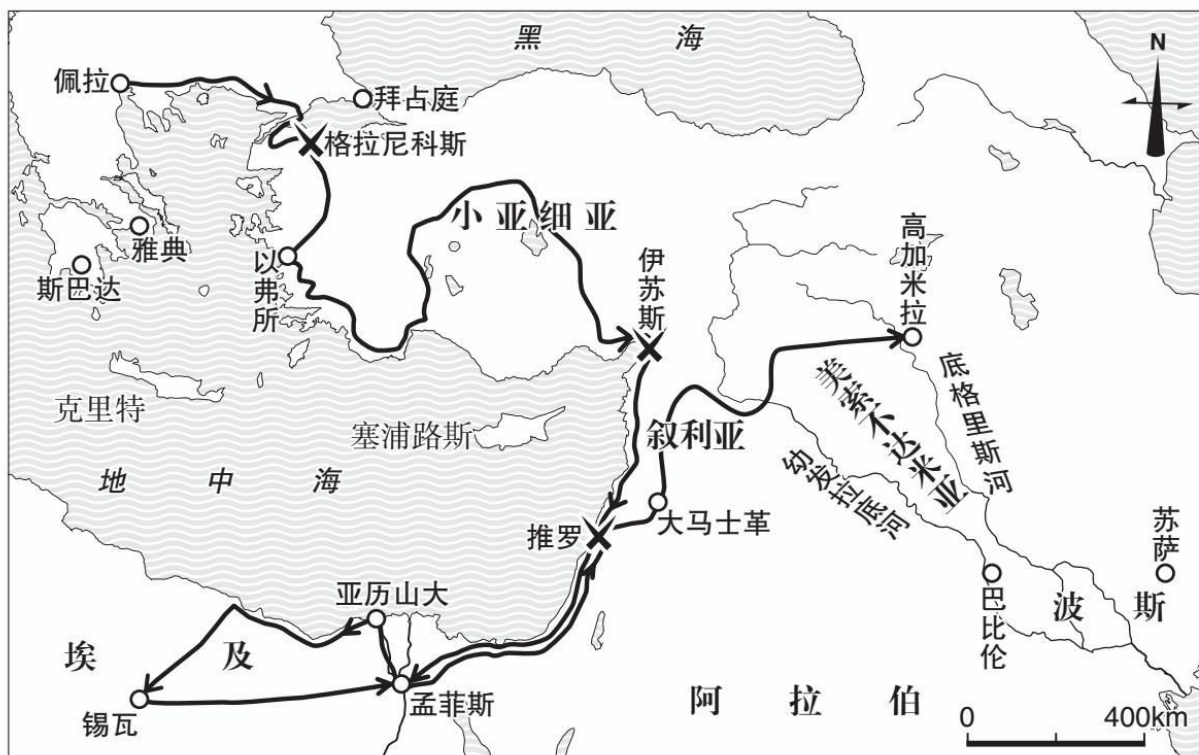 黑 海
N
佩拉
拜占庭
格拉尼科斯
小亚细亚
雅典
斯巴达
以弗所
伊苏斯
高加米拉
底格里斯河
美索不达米亚
克里特
塞浦路斯
叙利亚
幼发拉底河
地 中 海
大马士革
推罗
苏萨
巴比伦
波 斯
亚历山大
埃 及
孟菲斯
锡瓦
阿 拉 伯
0 400km